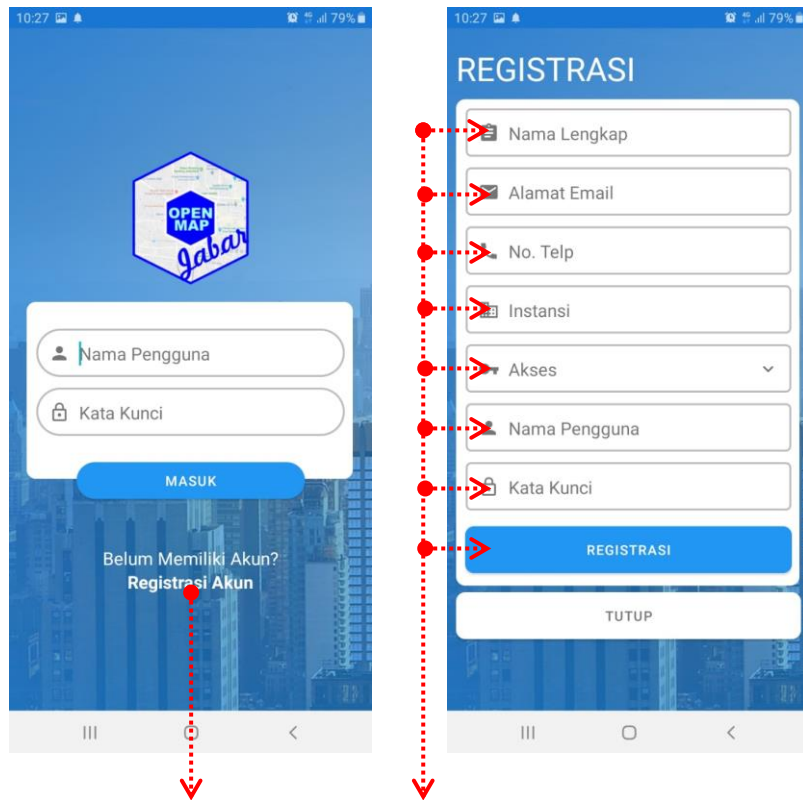 10:27
79%
OPEN
MAP
Jabar
Nama Pengguna
Kata Kunci
MASUK
Belum Memiliki Akun?
Registrasi Akun
10:27
79%
REGISTRASI
Nama Lengkap
Alamat Email
No. Telp
Instansi
Akses
Nama Pengguna
Kata Kunci
REGISTRASI
TUTUP